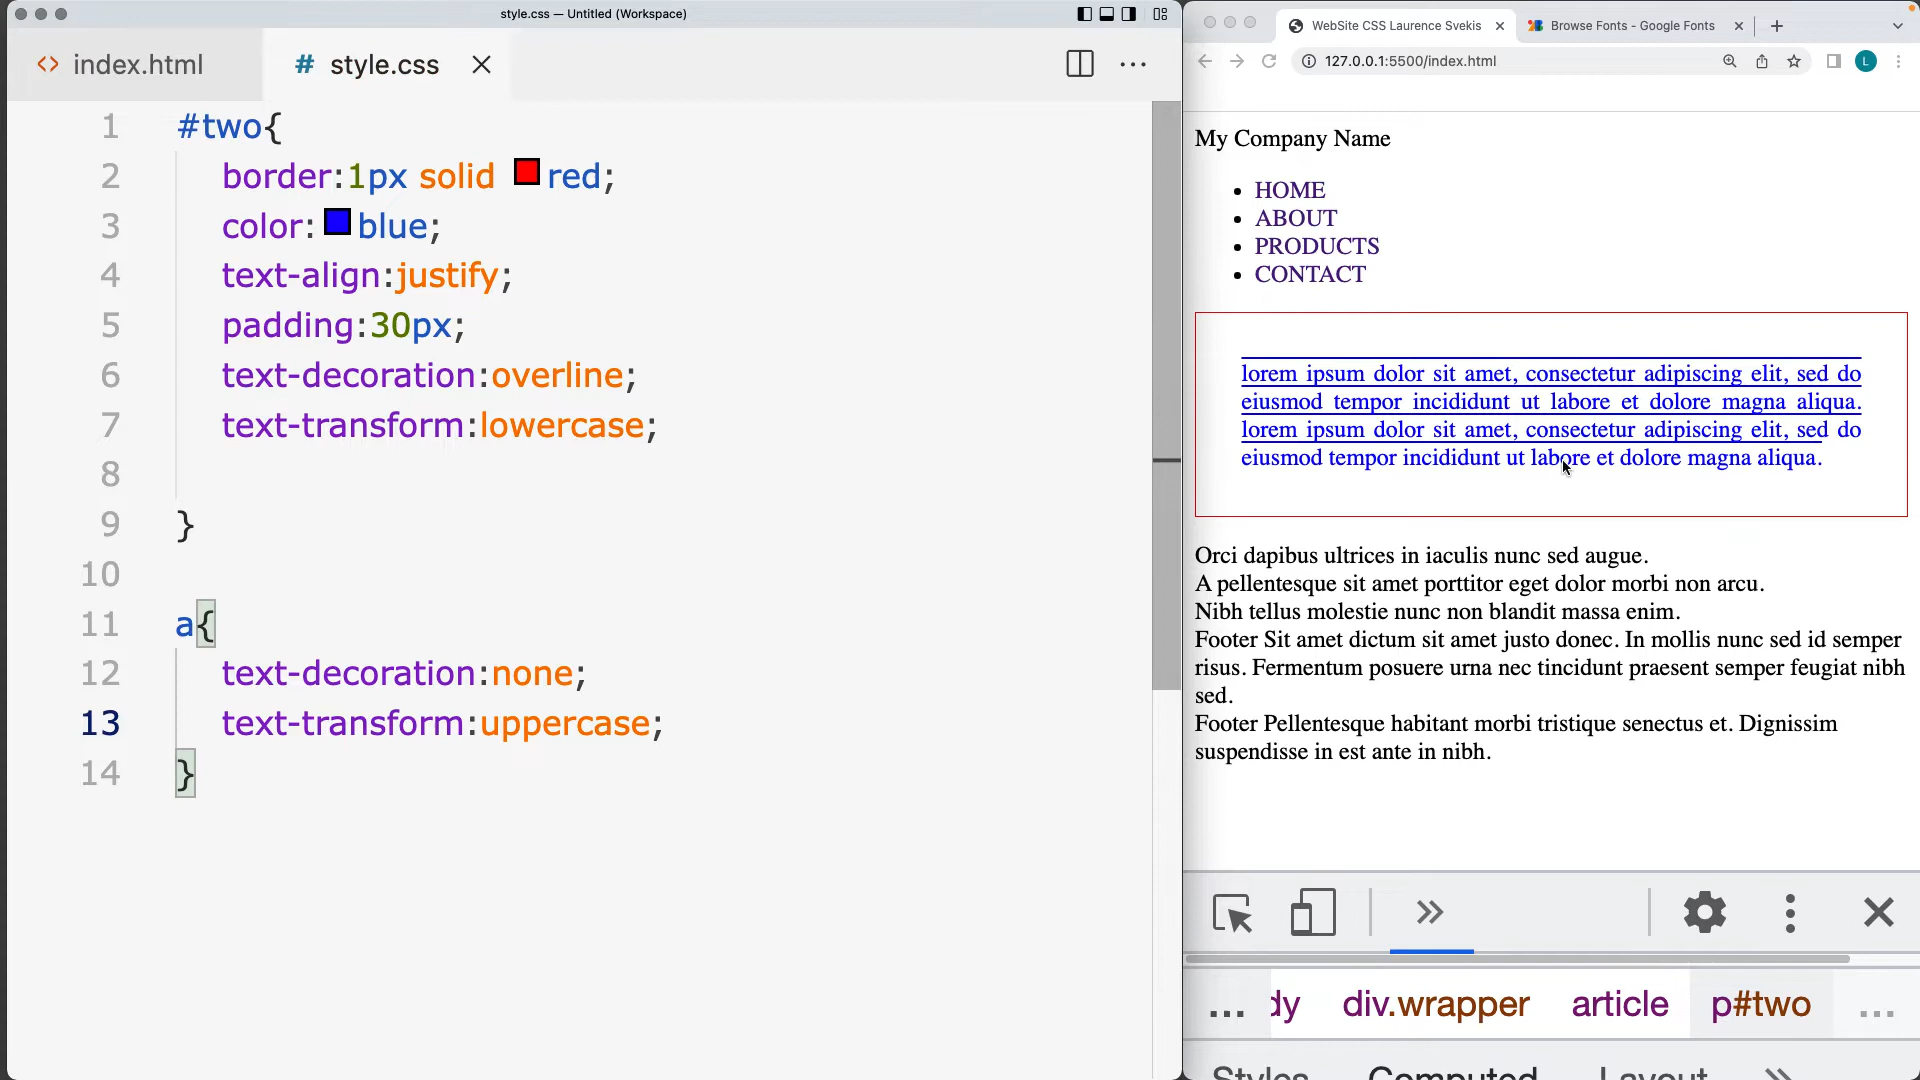 style.css — Untitled (Workspace)
<> index.html
# style.css
1 #two{
2 border:1px solid red;
3 color: blue;
4 text-align:justify;
5 padding:30px;
6 text-decoration:overline;
7 text-transform:lowercase;
8
9 }
10
11 a{
12 text-decoration:none;
13 text-transform:uppercase;
14 }
WebSite CSS Laurence Svekis
Browse Fonts - Google Fonts
127.0.0.1:5500/index.html
L
My Company Name
• HOME
• ABOUT
• PRODUCTS
• CONTACT
lorem ipsum dolor sit amet, consectetur adipiscing elit, sed do
eiusmod tempor incididunt ut labore et dolore magna aliqua.
lorem ipsum dolor sit amet, consectetur adipiscing elit, sed do
eiusmod tempor incididunt ut labore et dolore magna aliqua.
Orci dapibus ultrices in iaculis nunc sed augue.
A pellentesque sit amet porttitor eget dolor morbi non arcu.
Nibh tellus molestie nunc non blandit massa enim.
Footer Sit amet dictum sit amet justo donec. In mollis nunc sed id semper
risus. Fermentum posuere urna nec tincidunt praesent semper feugiat nibh
sed.
Footer Pellentesque habitant morbi tristique senectus et. Dignissim
suspendisse in est ante in nibh.
... dy div.wrapper article p#two ...
Styles Computed Layout